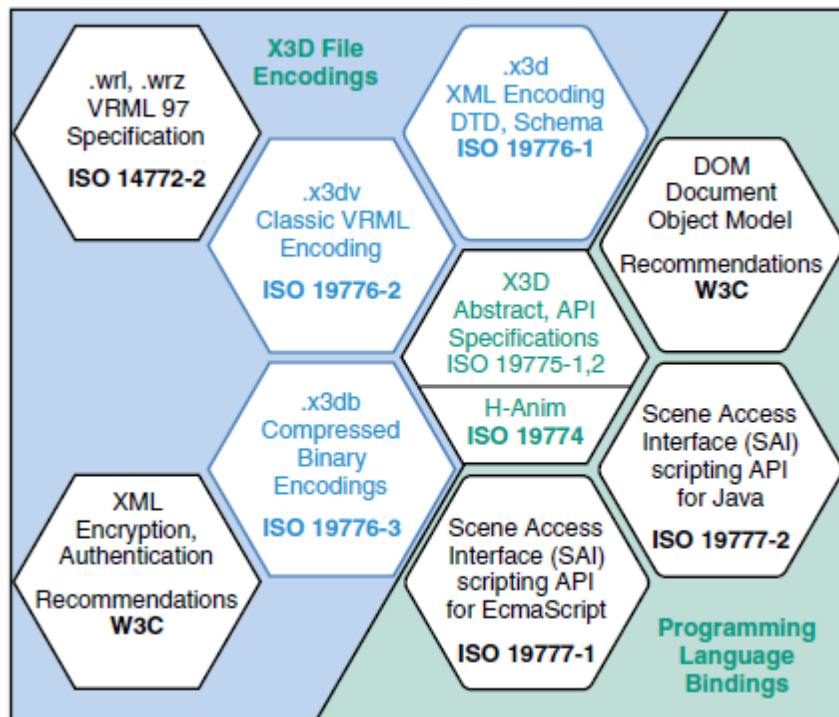 X3D File
Encodings
.wrl, .wrz
VRML 97
Specification
ISO 14772-2
.x3d
XML Encoding
DTD, Schema
ISO 19776-1
.x3dv
Classic VRML
Encoding
ISO 19776-2
DOM
Document
Object Model
Recommendations
W3C
X3D
Abstract, API
Specifications
ISO 19775-1,2
H-Anim
ISO 19774
.x3db
Compressed
Binary
Encodings
ISO 19776-3
Scene Access
Interface (SAI)
scripting API
for Java
ISO 19777-2
XML
Encryption,
Authentication
Recommendations
W3C
Scene Access
Interface (SAI)
scripting API
for EcmaScript
ISO 19777-1
Programming
Language
Bindings